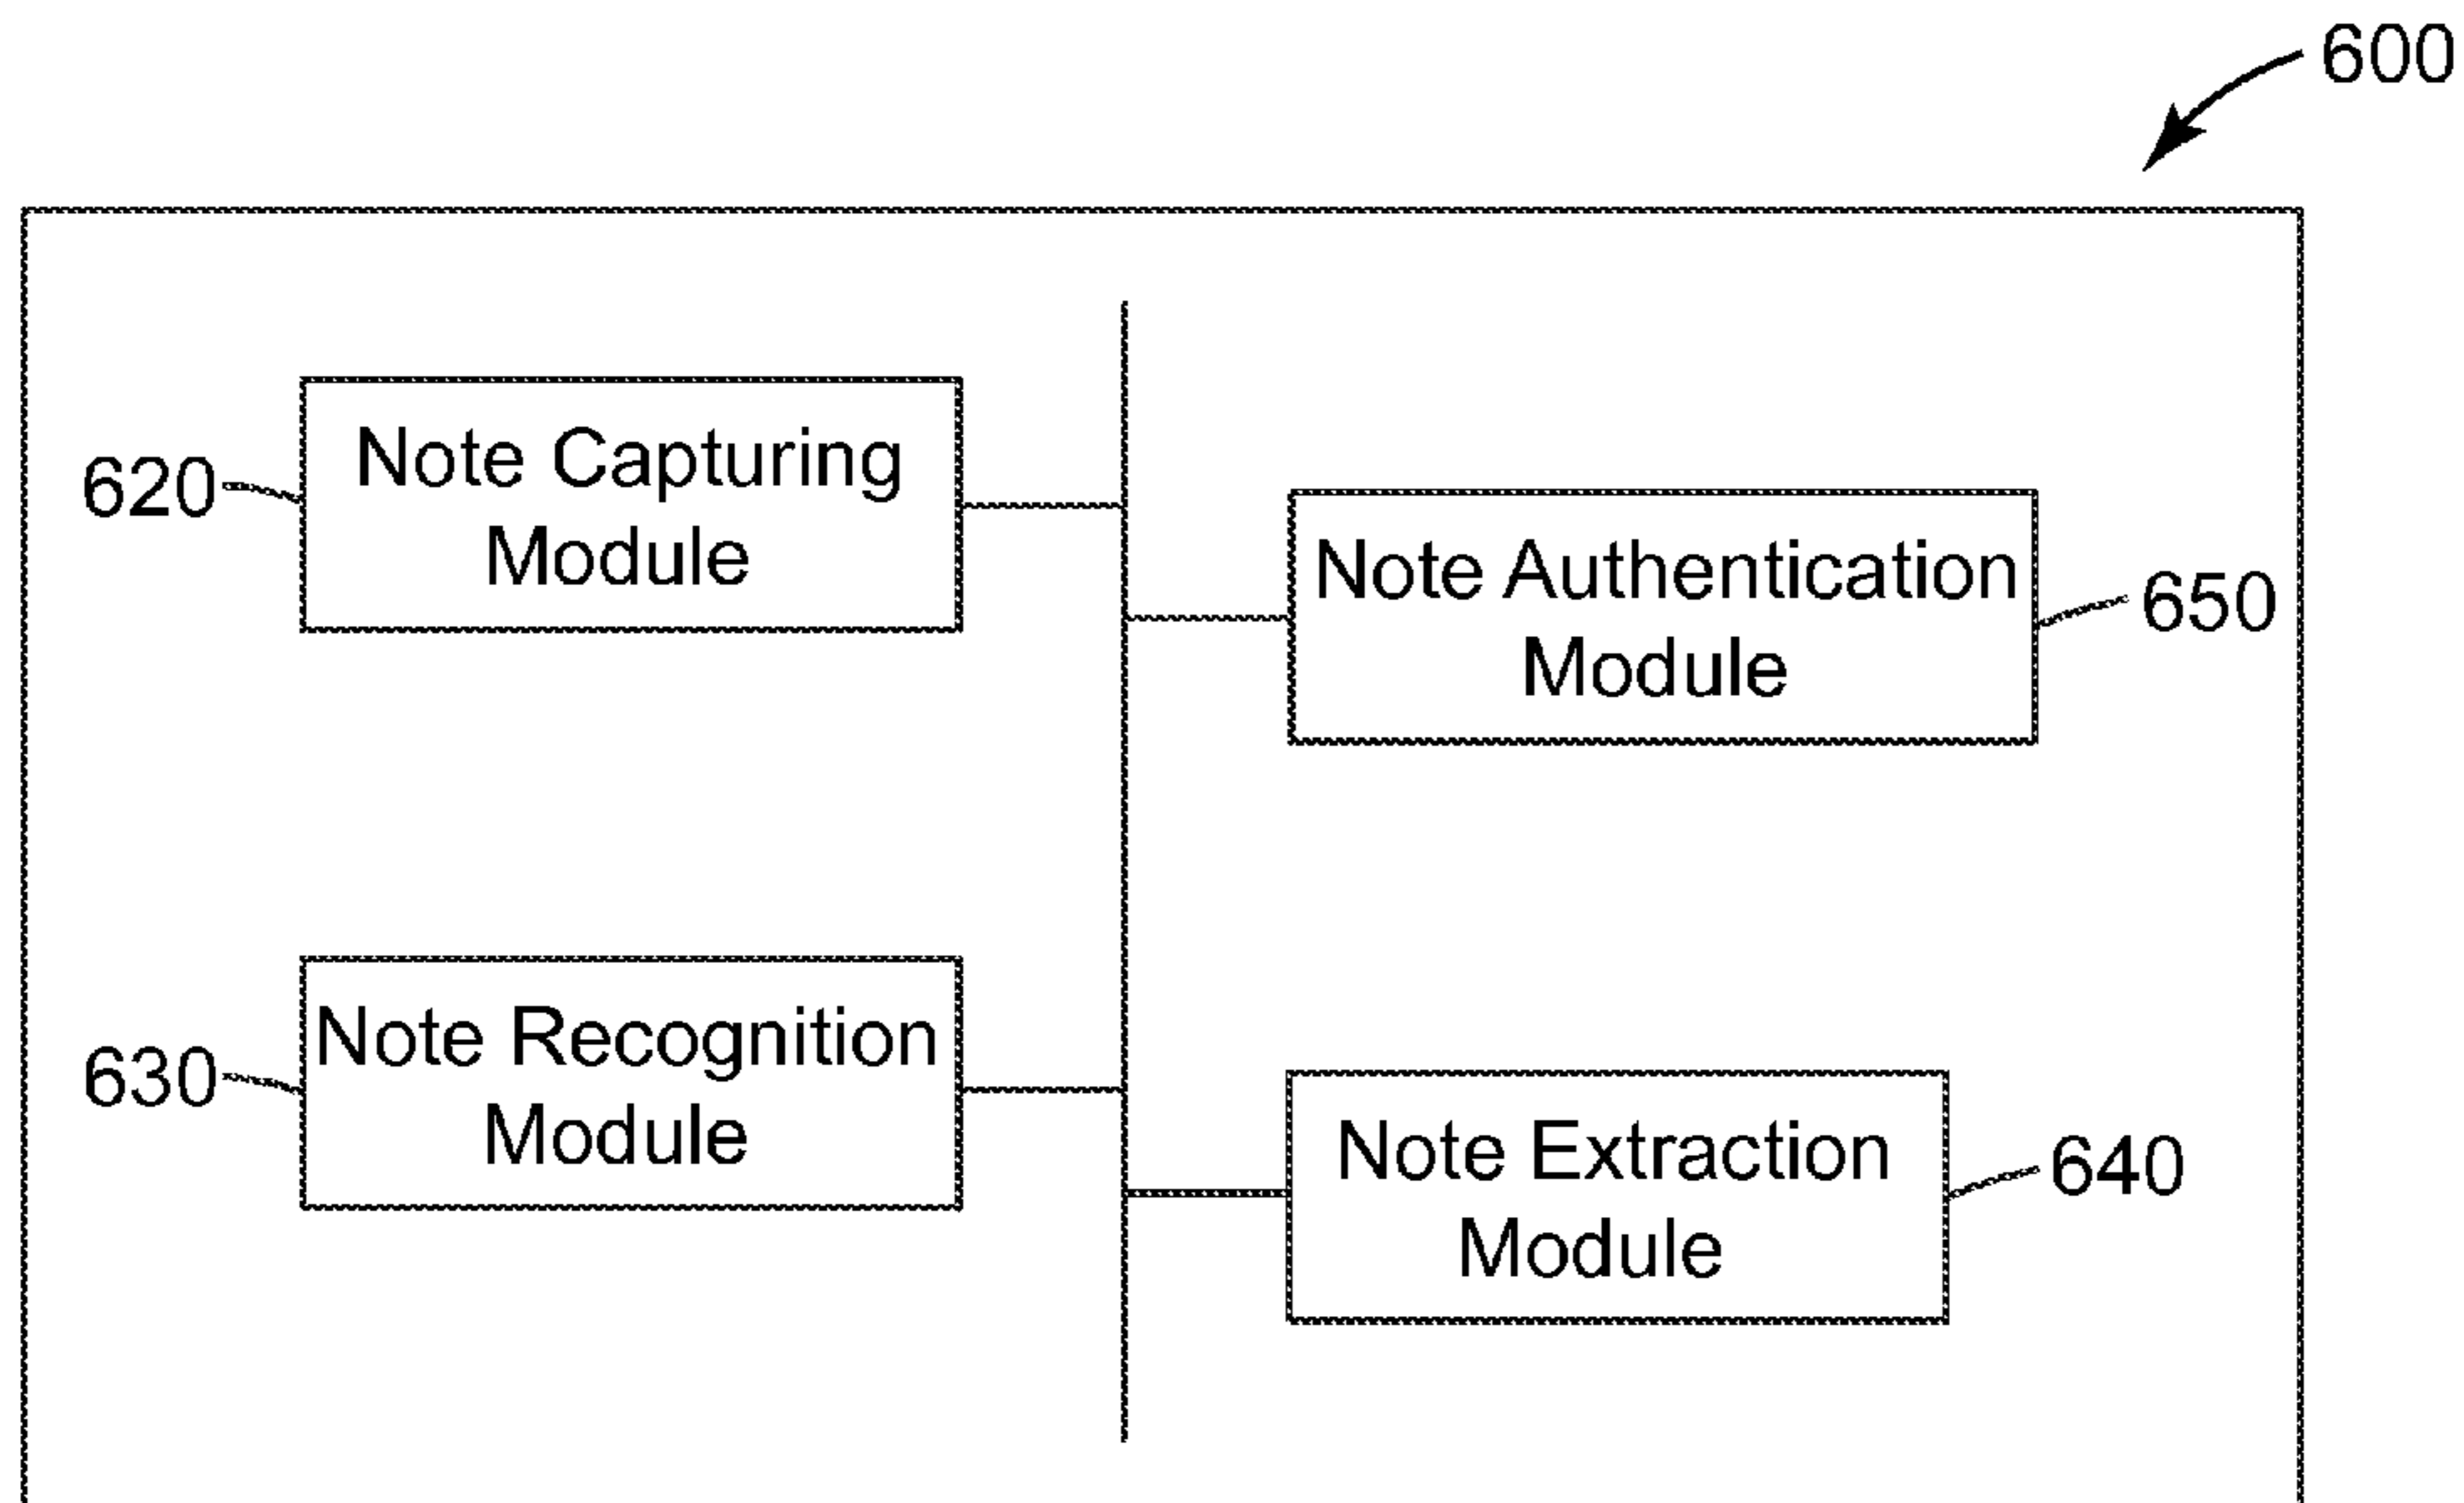 600
Note Capturing
Module
620
Note Authentication
Module
650
Note Recognition
Module
630
Note Extraction
Module
640